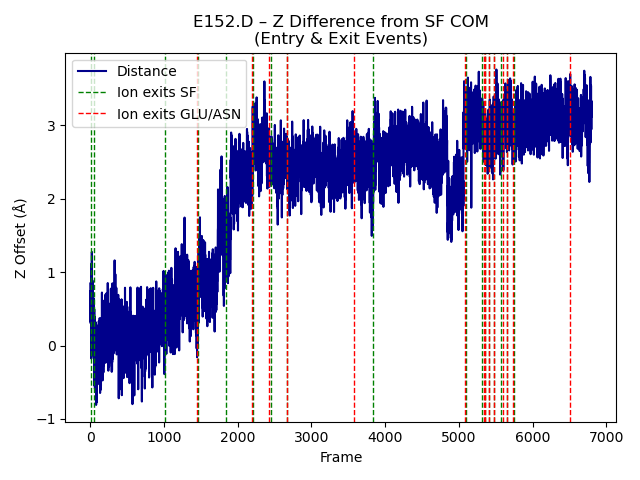 E152.D – Z Difference from SF COM
(Entry & Exit Events)
Distance
Ion exits SF
Ion exits GLU/ASN
Z Offset (Å)
3
2
1
0
−1
0 1000 2000 3000 4000 5000 6000 7000
Frame